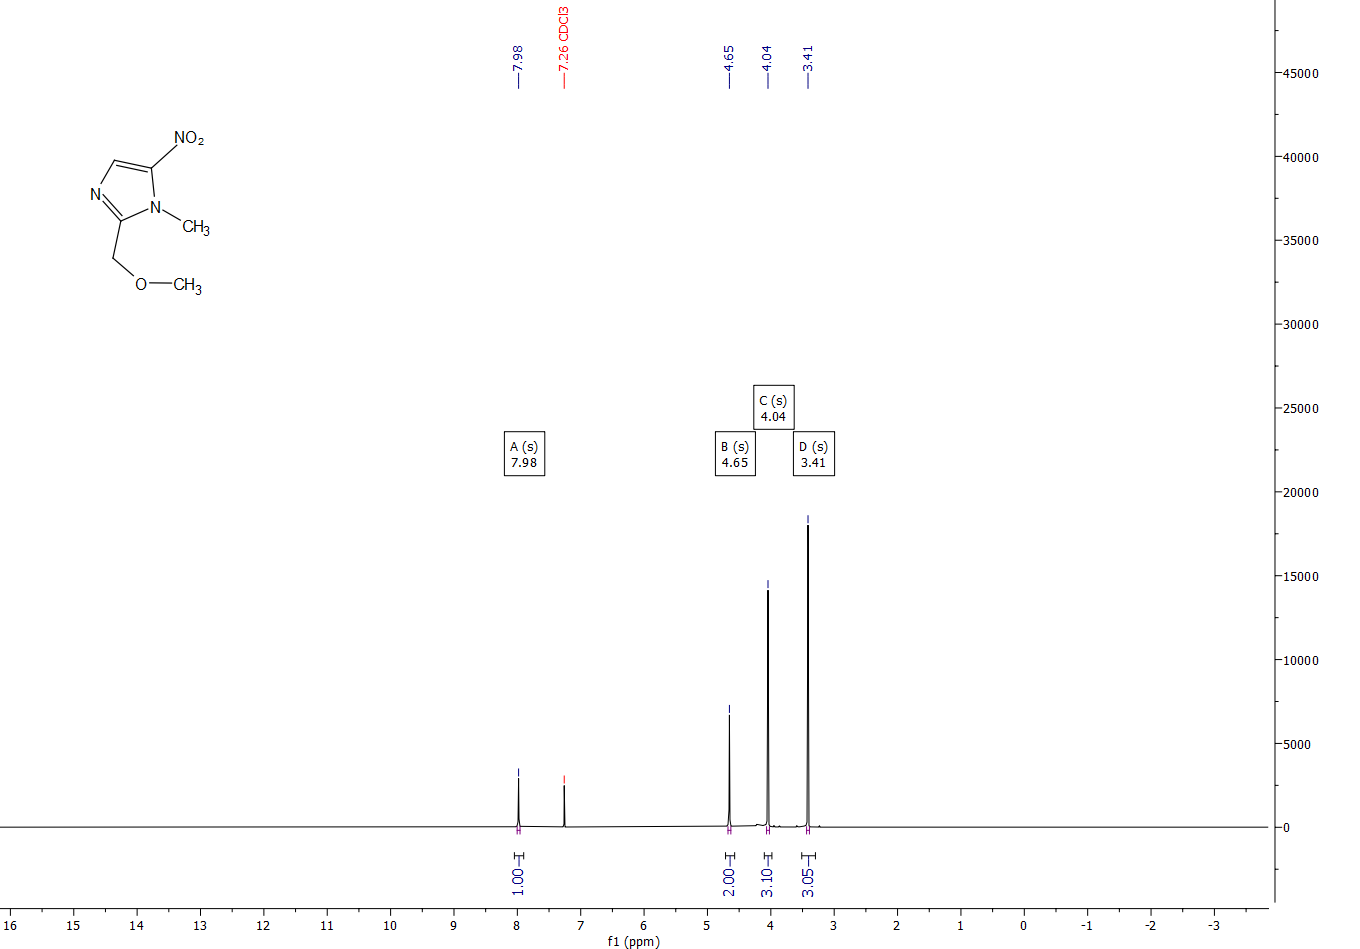 7.98
7.26 CDCl3
4.65
4.04
3.41
45000
40000
35000
30000
25000
20000
15000
10000
5000
0
NO2
N
N
CH3
O
CH3
A (s)
7.98
B (s)
4.65
C (s)
4.04
D (s)
3.41
1.00
2.00
3.10
3.05
16 15 14 13 12 11 10 9 8 7 6 5 4 3 2 1 0 -1 -2 -3
f1 (ppm)